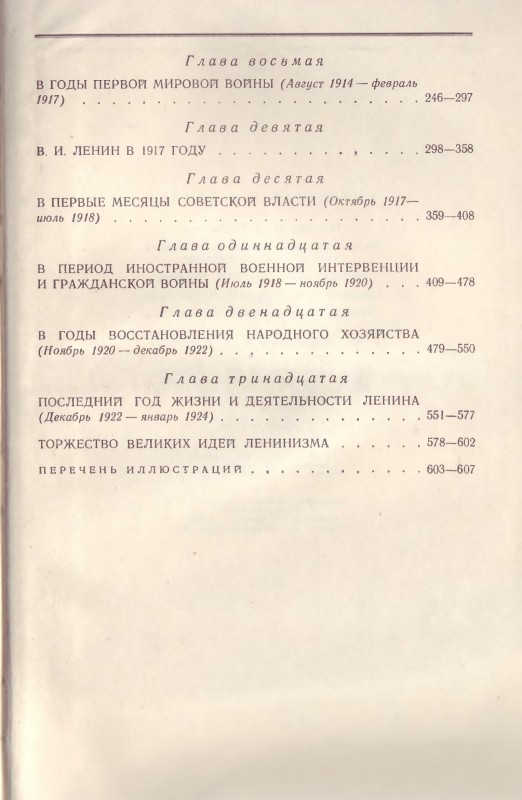 Глава восьмая
В ГОДЫ ПЕРВОЙ МИРОВОЙ ВОЙНЫ (Август 1914 — февраль
1917) . . . . . . . . . . . . . . . . . . . . . . . 246—297
Глава девятая
В. И. ЛЕНИН В 1917 ГОДУ . . . . . . . . . . . . . . 298—358
Глава десятая
В ПЕРВЫЕ МЕСЯЦЫ СОВЕТСКОЙ ВЛАСТИ (Октябрь 1917—
июль 1918) . . . . . . . . . . . . . . . . . . . . . 359—408
Глава одиннадцатая
В ПЕРИОД ИНОСТРАННОЙ ВОЕННОЙ ИНТЕРВЕНЦИИ
И ГРАЖДАНСКОЙ ВОЙНЫ (Июль 1918 — ноябрь 1920) . . . 409—478
Глава двенадцатая
В ГОДЫ ВОССТАНОВЛЕНИЯ НАРОДНОГО ХОЗЯЙСТВА
(Ноябрь 1920 — декабрь 1922) . . . . . . . . . . . . . . 479—550
Глава тринадцатая
ПОСЛЕДНИЙ ГОД ЖИЗНИ И ДЕЯТЕЛЬНОСТИ ЛЕНИНА
(Декабрь 1922 — январь 1924) . . . . . . . . . . . . . . 551—577
ТОРЖЕСТВО ВЕЛИКИХ ИДЕЙ ЛЕНИНИЗМА . . . . . . 578—602
ПЕРЕЧЕНЬ ИЛЛЮСТРАЦИЙ . . . . . . . . . . . . 603—607